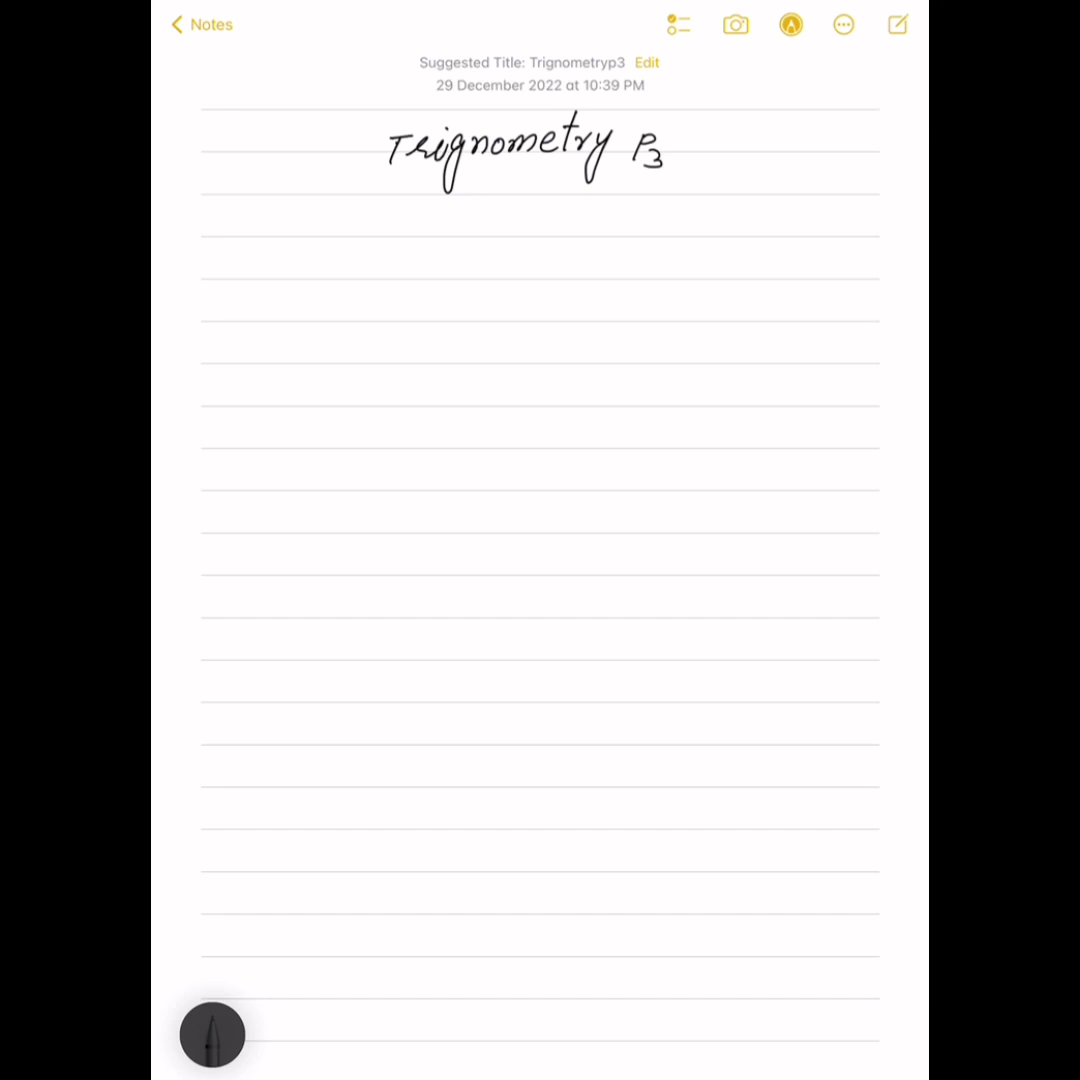 Notes
Suggested Title: Trignometryp3 Edit
29 December 2022 at 10:39 PM
Trignometry P3